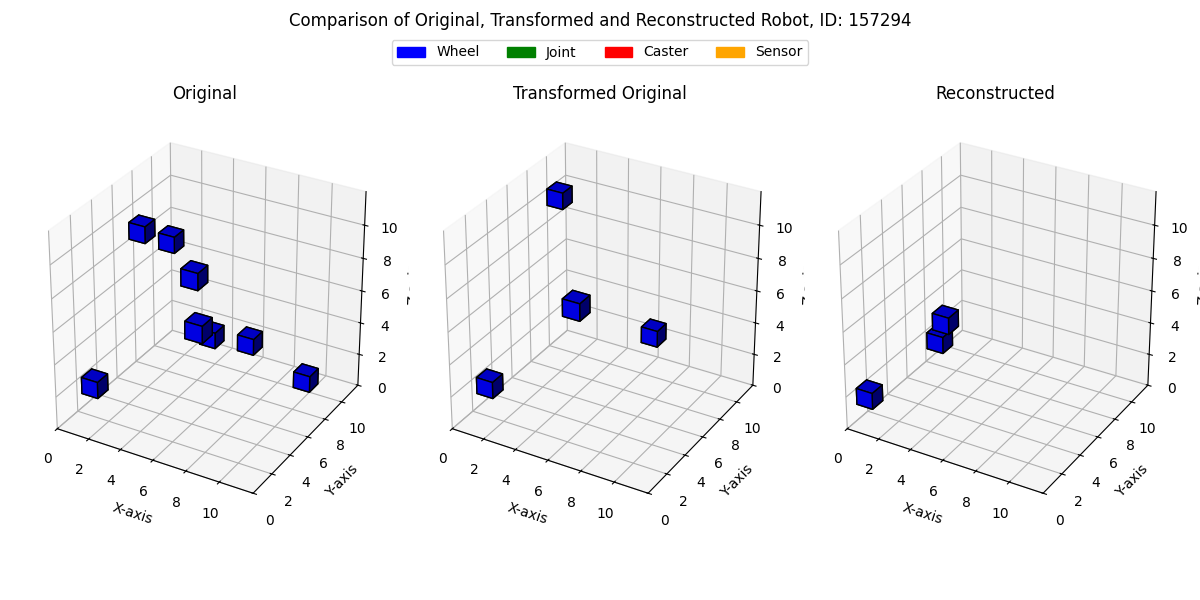 Comparison of Original, Transformed and Reconstructed Robot, ID: 157294
Wheel Joint Caster Sensor
Original Transformed Original Reconstructed
10 10 10
8 8 8
6 6 6
4 4 4
2 2 2
0 0 0
0 2 4 6 8 10 0 2 4 6 8 10 0 2 4 6 8 10
0 2 4 6 8 10 0 2 4 6 8 10 0 2 4 6 8 10
X-axis Y-axis X-axis Y-axis X-axis Y-axis